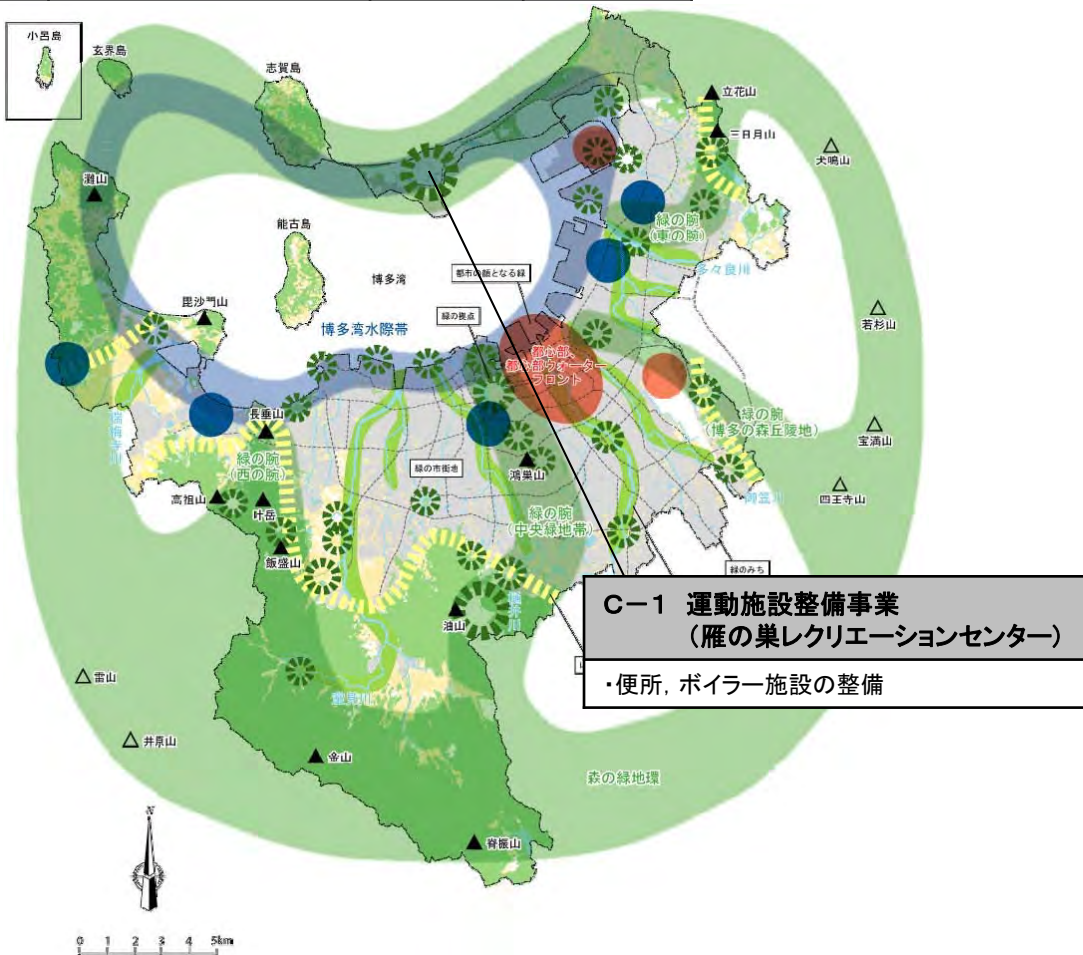 小呂島
玄界島
志賀島
立花山
三日月山
犬鳴山
灘山
能古島
緑の腕
(東の腕)
博多湾
都市の顔となる緑
多々良川
毘沙門山
緑の拠点
若杉山
博多湾水際帯
都心部、
都心部ウォーター
フロント
長垂山
緑の腕
(博多の森丘陵地)
宝満山
緑の腕
(西の腕)
緑の市街地
鴻巣山
高祖山
叶岳
御笠川
四王寺山
緑の腕
(中央緑地帯)
飯盛山
緑のみち
C-1 運動施設整備事業
(雁の巣レクリエーションセンター)
・便所, ボイラー施設の整備
油山
雷山
室見川
井原山
金山
森の緑地環
脊振山
N
0 1 2 3 4 5km